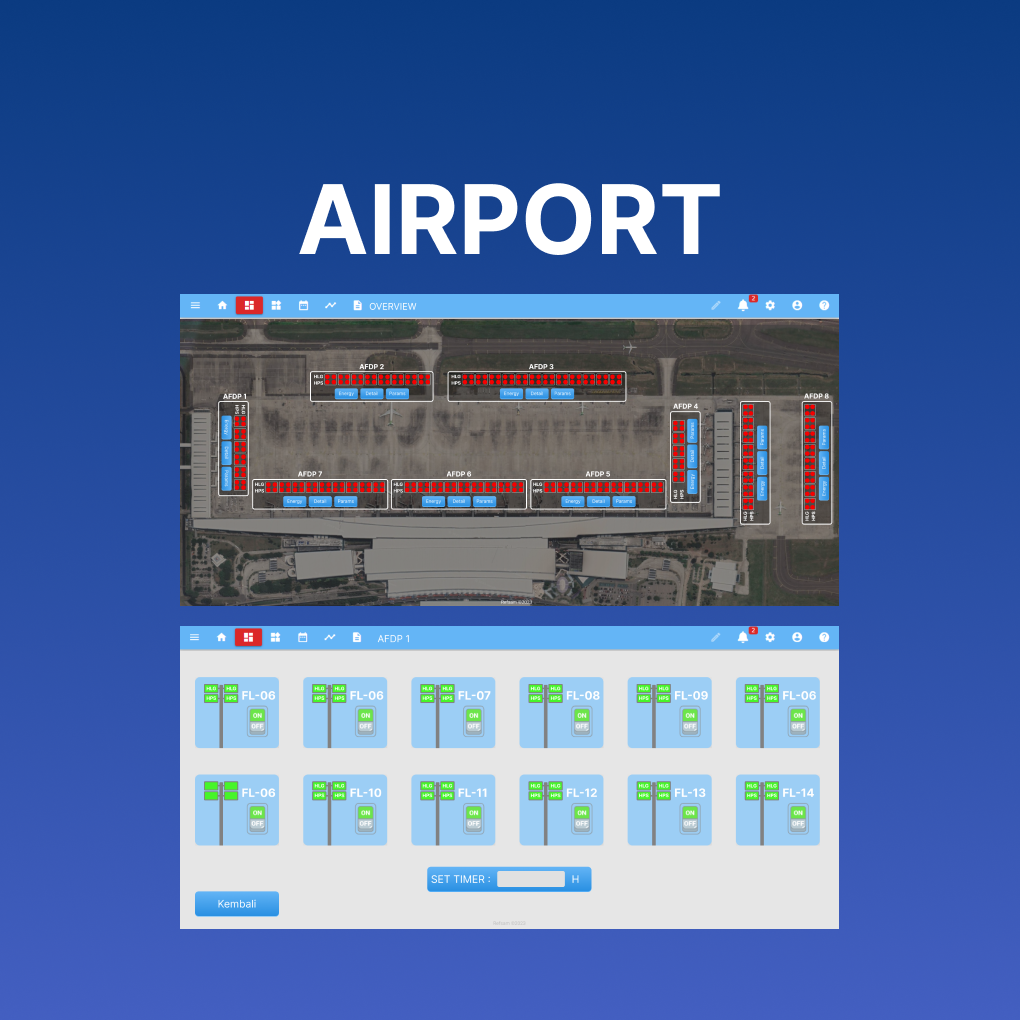 AIRPORT
OVERVIEW
2
AFDP 2
HLG
HPS
Energy Detail Params
AFDP 3
HLG
HPS
Energy Detail Params
AFDP 1
HPS HLG
Params
Detail
Energy
AFDP 4
Params
Detail
Energy
HLG HPS
Params
Detail
Energy
HLG HPS
AFDP 8
Params
Detail
Energy
HLG HPS
AFDP 7
HLG
HPS
Energy Detail Params
AFDP 6
HLG
HPS
Energy Detail Params
AFDP 5
HLG
HPS
Energy Detail Params
AFDP 1
2
HLG HLG
HPS HPS
FL-06
ON
OFF
HLG HLG
HPS HPS
FL-06
ON
OFF
HLG HLG
HPS HPS
FL-07
ON
OFF
HLG HLG
HPS HPS
FL-08
ON
OFF
HLG HLG
HPS HPS
FL-09
ON
OFF
HLG HLG
HPS HPS
FL-06
ON
OFF
FL-06
ON
OFF
HLG HLG
HPS HPS
FL-10
ON
OFF
HLG HLG
HPS HPS
FL-11
ON
OFF
HLG HLG
HPS HPS
FL-12
ON
OFF
HLG HLG
HPS HPS
FL-13
ON
OFF
HLG HLG
HPS HPS
FL-14
ON
OFF
SET TIMER : H
Kembali